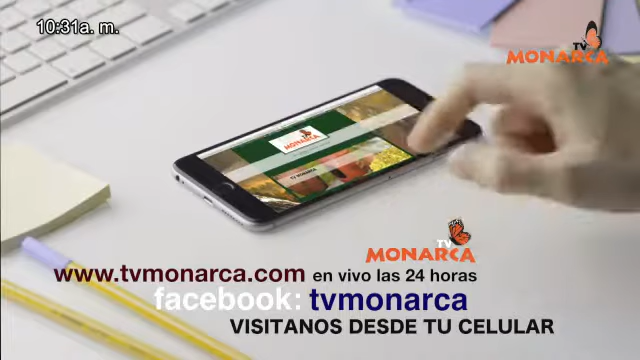 10:31a. m.
TV
MONARCA
MONARCA
TV MONARCA
TV
MONARCA
www.tvmonarca.com en vivo las 24 horas
facebook: tvmonarca
VISITANOS DESDE TU CELULAR